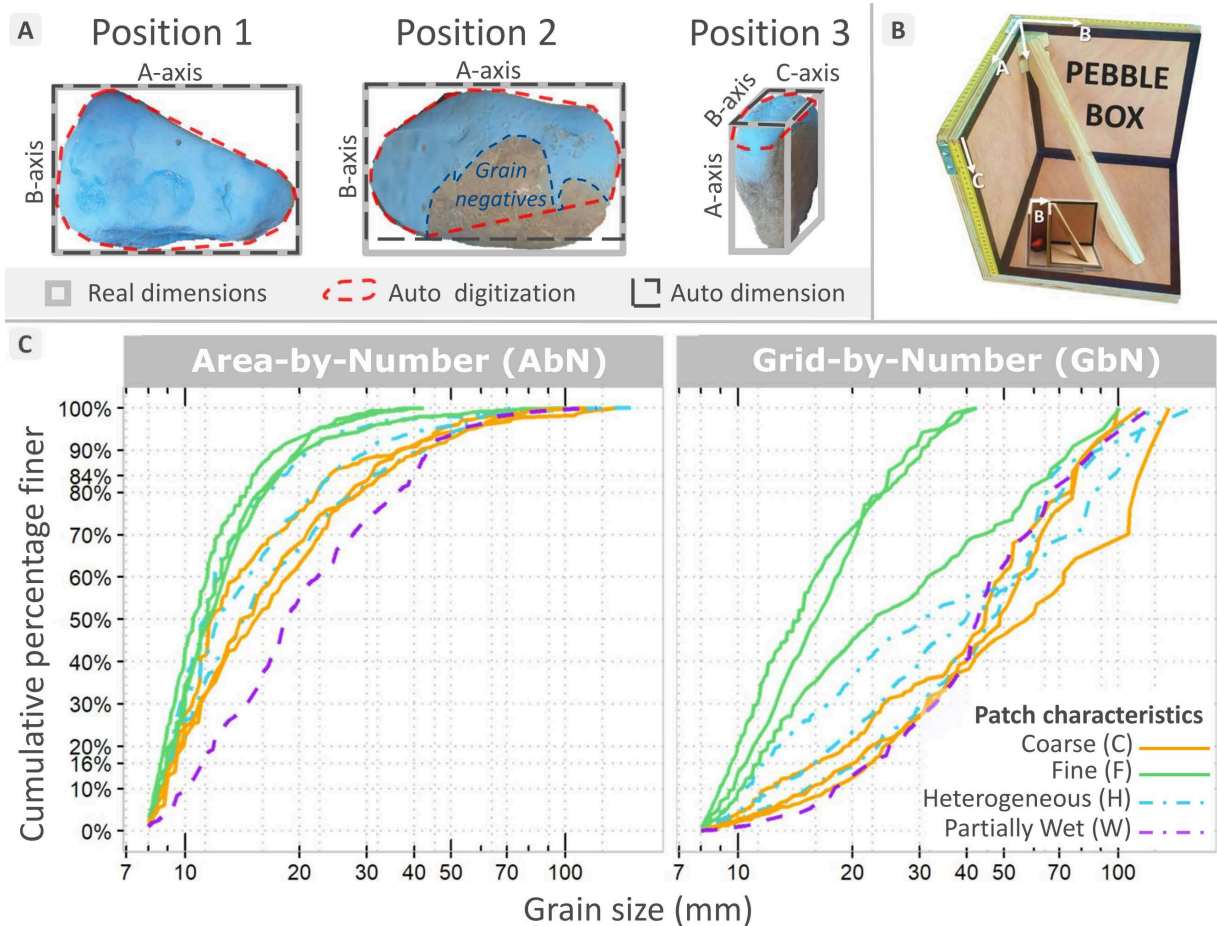 A
Position 1
Position 2
Position 3
A-axis
B-axis
A-axis
B-axis
Grain
negatives
C-axis
B-axis
A-axis
Real dimensions
Auto digitization
Auto dimension
B
B
A
C
PEBBLE
BOX
B
C
Area-by-Number (AbN)
Grid-by-Number (GbN)
Cumulative percentage finer
100%
90%
84%
80%
70%
60%
50%
40%
30%
20%
16%
10%
0%
Patch characteristics
Coarse (C)
Fine (F)
Heterogeneous (H)
Partially Wet (W)
7 10 20 30 40 50 70 100
7 10 20 30 40 50 70 100
Grain size (mm)